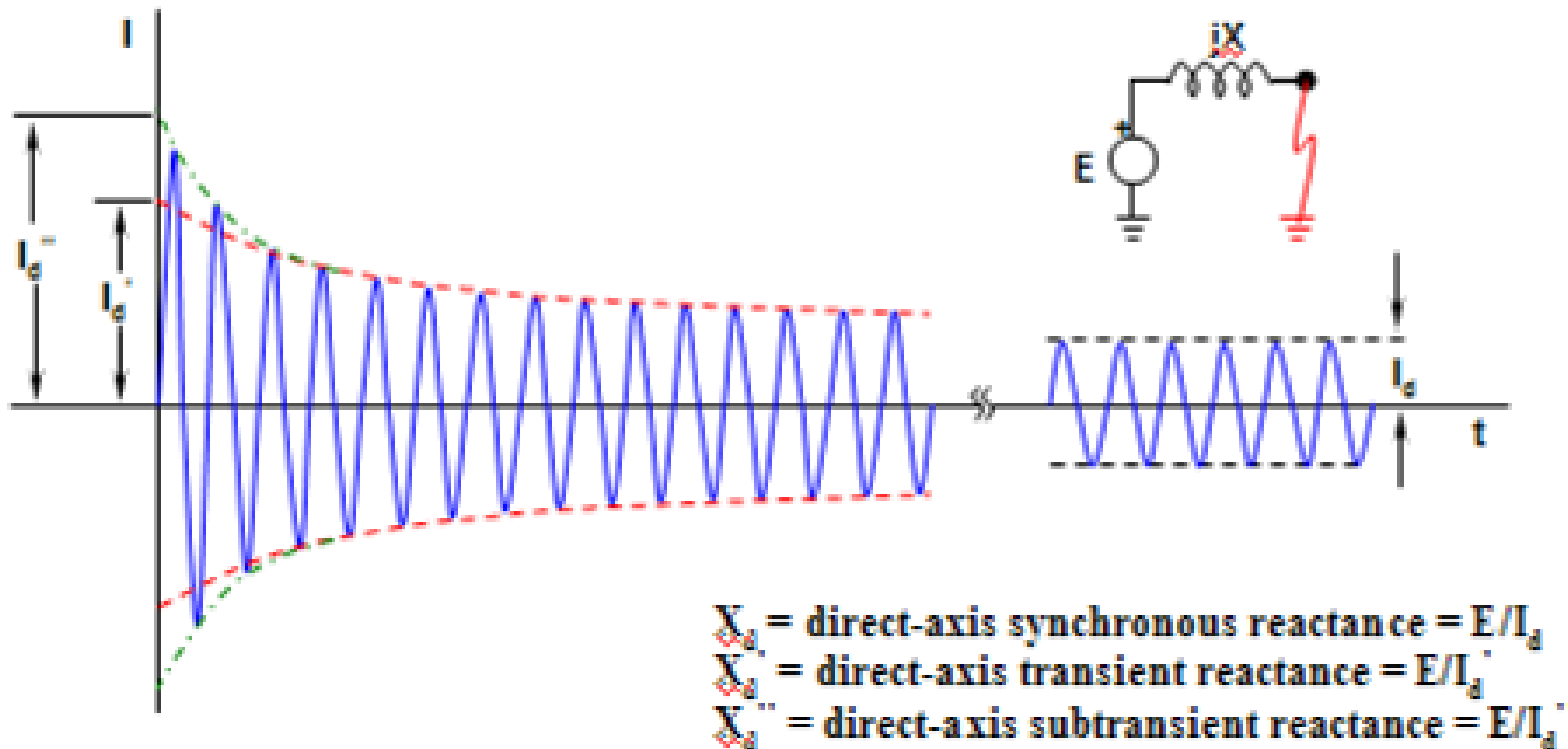 I
jX
+
E
I_d''
I_d'
I_d
t
X_d = direct-axis synchronous reactance = E/I_d
X_d' = direct-axis transient reactance = E/I_d'
X_d'' = direct-axis subtransient reactance = E/I_d'